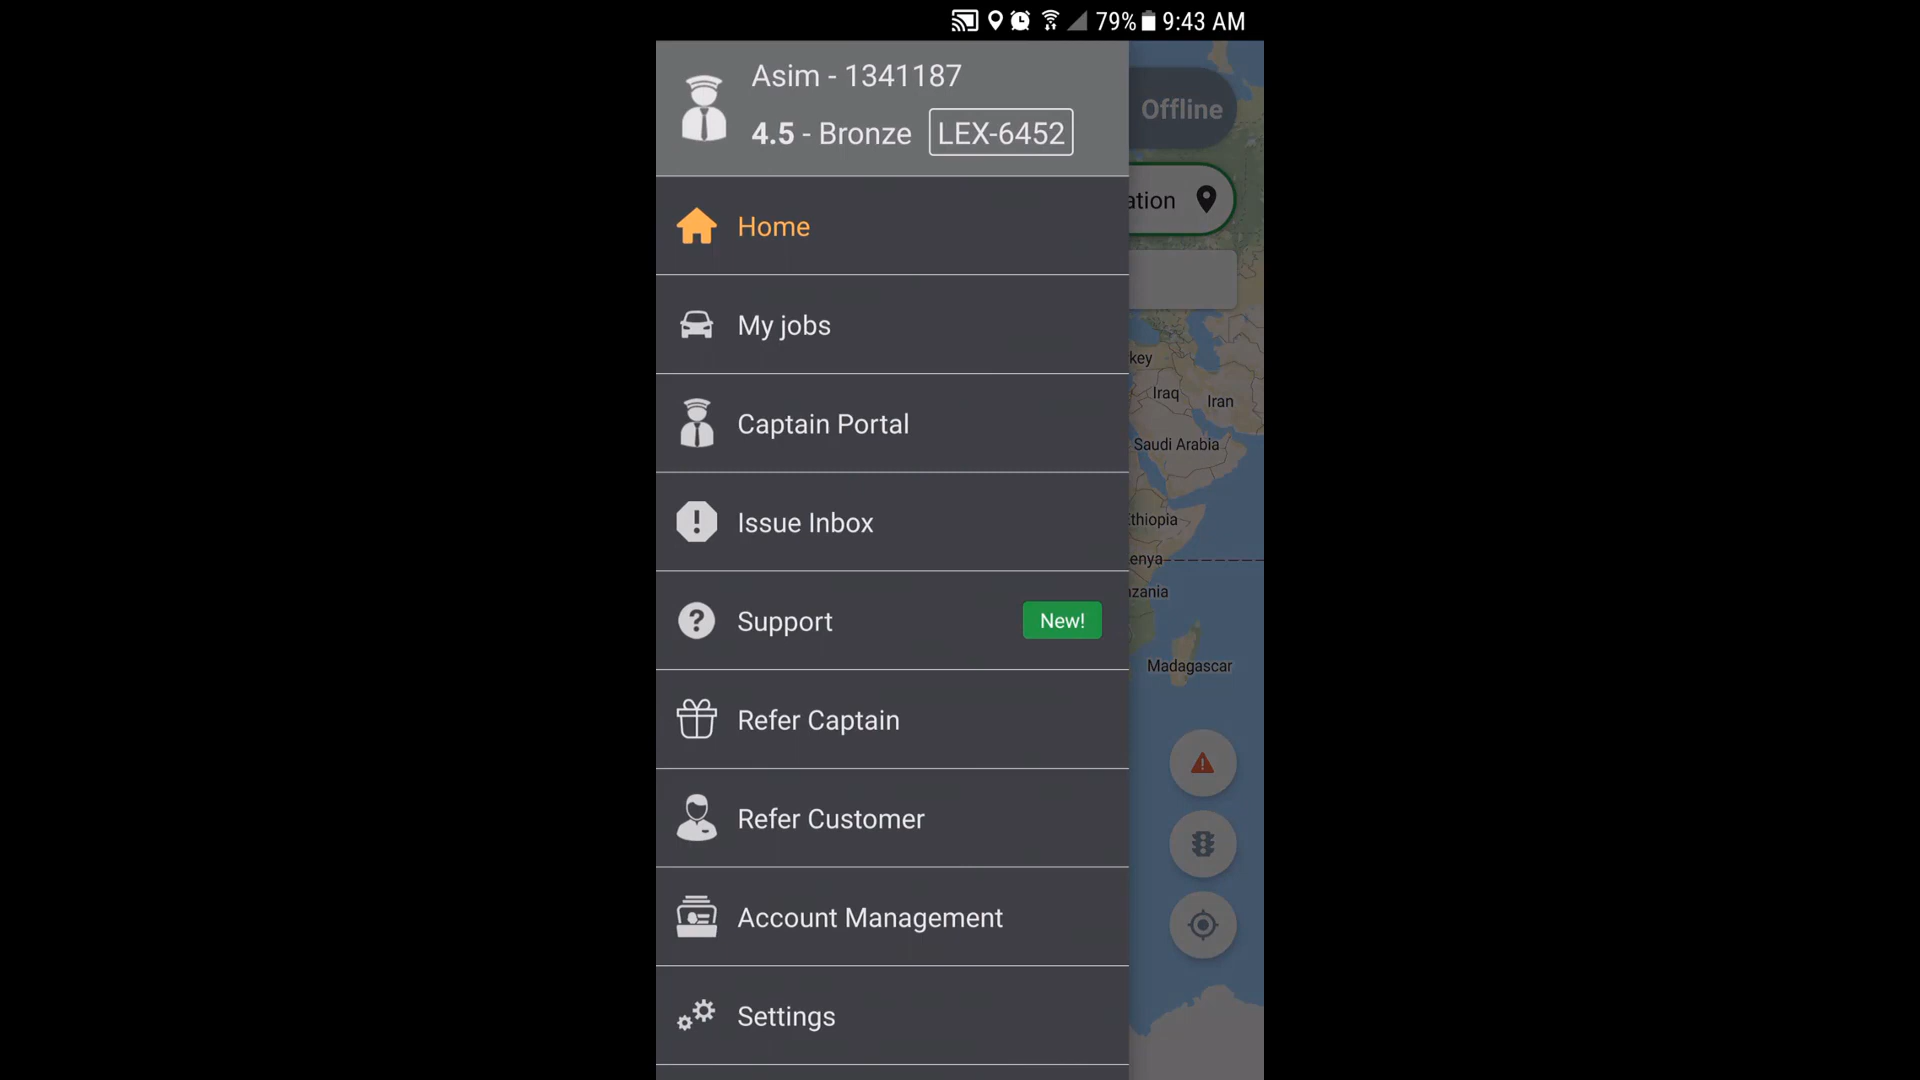 79% 9:43 AM
Asim - 1341187
4.5 - Bronze LEX-6452
Offline
ation
Home
My jobs
key
Iraq
Iran
Captain Portal
Saudi Arabia
Issue Inbox
thiopia
enya
nzania
Support New!
Madagascar
Refer Captain
Refer Customer
Account Management
Settings